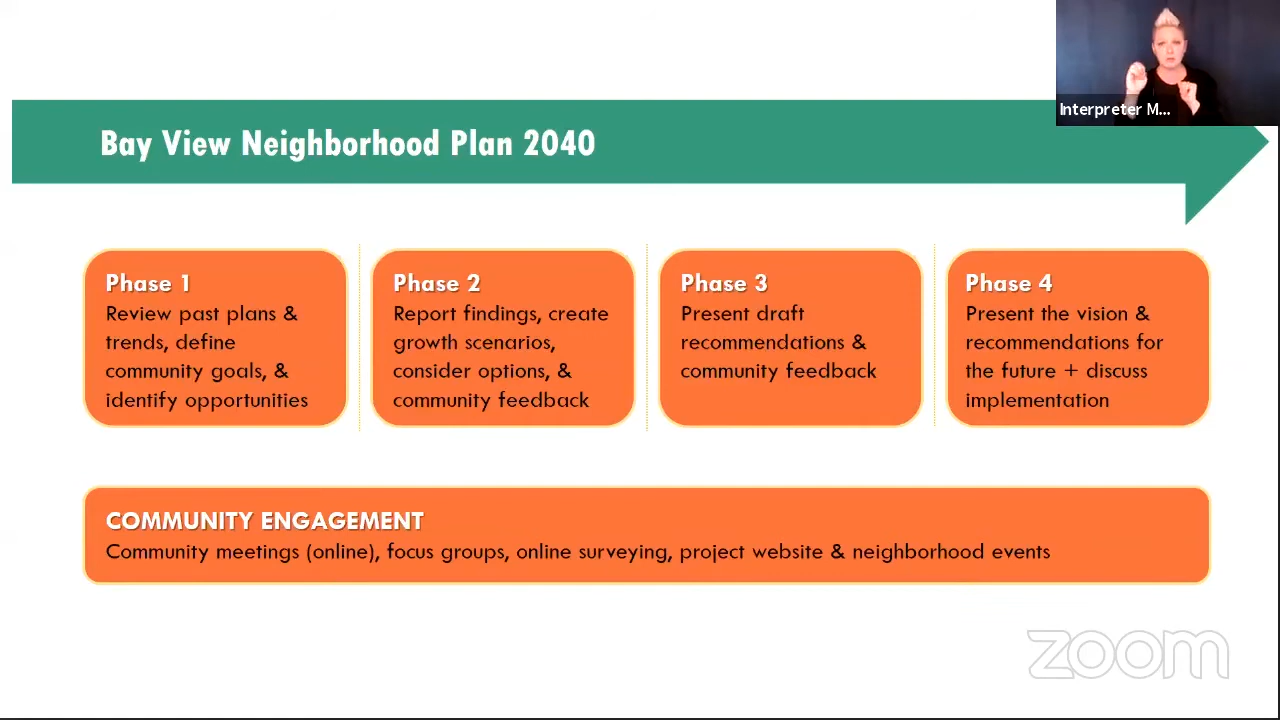 Interpreter M...
Bay View Neighborhood Plan 2040
Phase 1
Review past plans &
trends, define
community goals, &
identify opportunities
Phase 2
Report findings, create
growth scenarios,
consider options, &
community feedback
Phase 3
Present draft
recommendations &
community feedback
Phase 4
Present the vision &
recommendations for
the future + discuss
implementation
COMMUNITY ENGAGEMENT
Community meetings (online), focus groups, online surveying, project website & neighborhood events
zoom